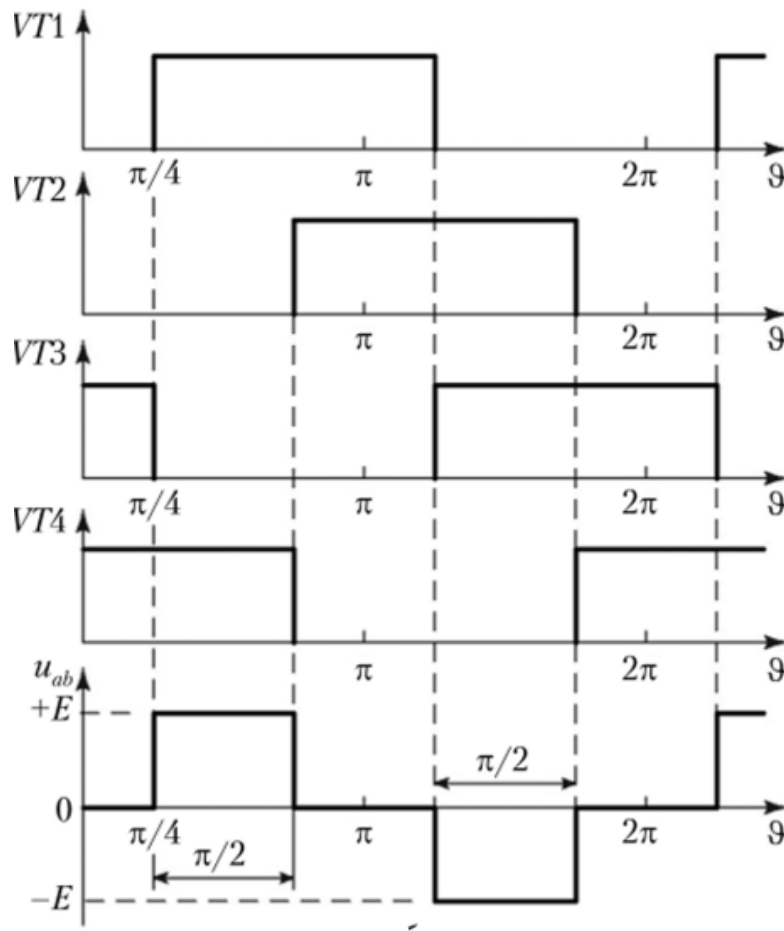 VT1
π/4 π 2π ϑ
VT2
π 2π ϑ
VT3
π/4 π 2π ϑ
VT4
π 2π ϑ
u_ab
+E
π/2
0
π/4 π 2π ϑ
π/2
−E